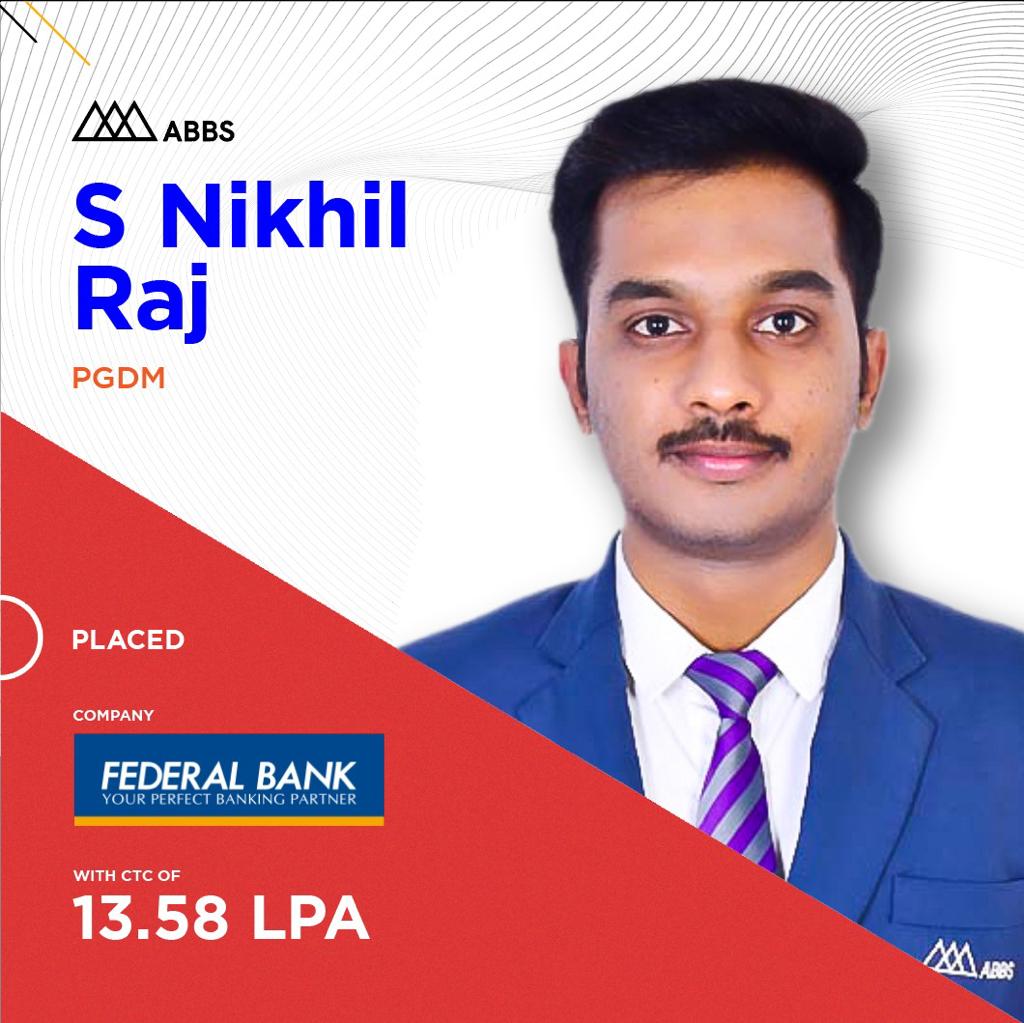 ABBS
S Nikhil
Raj
PGDM
PLACED
COMPANY
FEDERAL BANK
YOUR PERFECT BANKING PARTNER
WITH CTC OF
13.58 LPA
ABBS